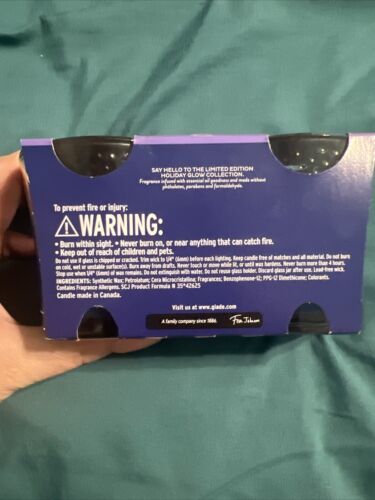 SAY HELLO TO THE LIMITED EDITION
HOLIDAY GLOW COLLECTION.
Fragrance infused with essential oil goodness and made without
phthalates, parabens and formaldehyde.
To prevent fire or injury:
WARNING:
• Burn within sight. • Never burn on, or near anything that can catch fire.
• Keep out of reach of children and pets.
Do not use if glass is chipped or cracked. Trim wick to 1/4" (6mm) before each lighting. Keep candle free of matches and all material. Do not burn
on cold, wet or unstable surface(s). Burn away from drafts. Never touch or move while lit, or until wax hardens. Never burn more than 4 hours.
Stop use when 1/4" (6mm) of wax remains. Do not extinguish with water. Do not reuse glass holder. Discard glass jar after use. Lead-free wick.
INGREDIENTS: Synthetic Wax; Petrolatum; Cera Microcristallina; Fragrances; Benzophenone-12; PPG-12 Dimethicone; Colorants.
Contains Fragrance Allergens. SCJ Product Formula # 35*42625
Candle made in Canada.
Visit us at www.glade.com
A family company since 1886.